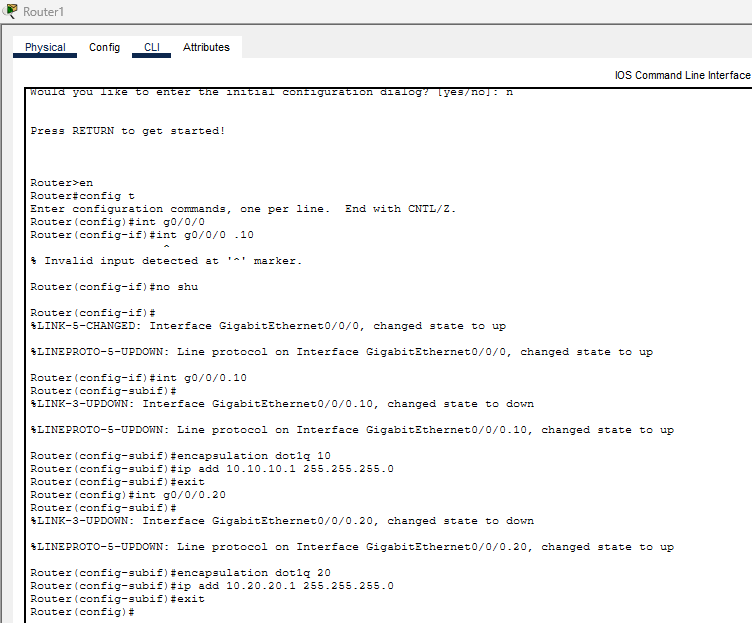 Router1
Physical Config CLI Attributes
IOS Command Line Interface
Would you like to enter the initial configuration dialog? [yes/no]: n
Press RETURN to get started!
Router>en
Router#config t
Enter configuration commands, one per line.  End with CNTL/Z.
Router(config)#int g0/0/0
Router(config-if)#int g0/0/0 .10
^
% Invalid input detected at '^' marker.
Router(config-if)#no shu
Router(config-if)#
%LINK-5-CHANGED: Interface GigabitEthernet0/0/0, changed state to up
%LINEPROTO-5-UPDOWN: Line protocol on Interface GigabitEthernet0/0/0, changed state to up
Router(config-if)#int g0/0/0.10
Router(config-subif)#
%LINK-3-UPDOWN: Interface GigabitEthernet0/0/0.10, changed state to down
%LINEPROTO-5-UPDOWN: Line protocol on Interface GigabitEthernet0/0/0.10, changed state to up
Router(config-subif)#encapsulation dot1q 10
Router(config-subif)#ip add 10.10.10.1 255.255.255.0
Router(config-subif)#exit
Router(config)#int g0/0/0.20
Router(config-subif)#
%LINK-3-UPDOWN: Interface GigabitEthernet0/0/0.20, changed state to down
%LINEPROTO-5-UPDOWN: Line protocol on Interface GigabitEthernet0/0/0.20, changed state to up
Router(config-subif)#encapsulation dot1q 20
Router(config-subif)#ip add 10.20.20.1 255.255.255.0
Router(config-subif)#exit
Router(config)#